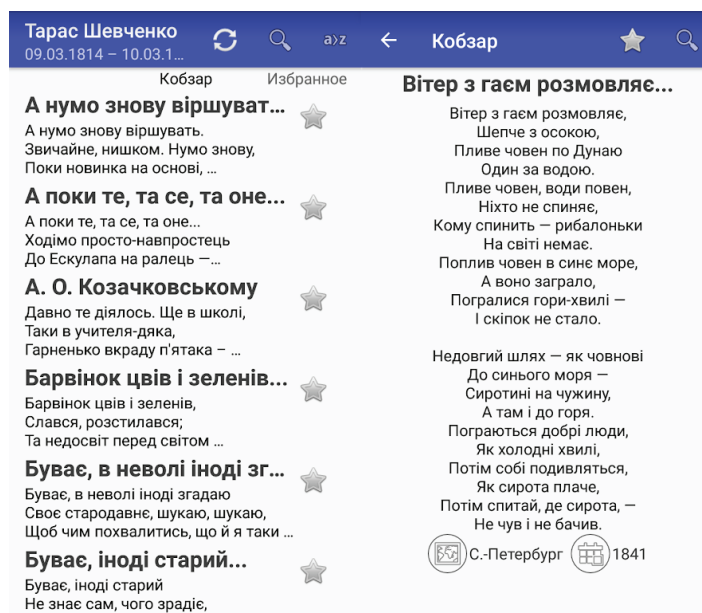 Тарас Шевченко
09.03.1814 – 10.03.1...
a›z
Кобзар
Избранное
А нумо знову віршуват...
А нумо знову віршувать.
Звичайне, нишком. Нумо знову,
Поки новинка на основі, ...
А поки те, та се, та оне...
А поки те, та се, та оне...
Ходімо просто-навпростець
До Ескулапа на ралець —...
А. О. Козачковському
Давно те діялось. Ще в школі,
Таки в учителя-дяка,
Гарненько вкраду п'ятака – ...
Барвінок цвів і зеленів...
Барвінок цвів і зеленів,
Слався, розстилався;
Та недосвіт перед світом ...
Буває, в неволі іноді зг...
Буває, в неволі іноді згадаю
Своє стародавнє, шукаю, шукаю,
Щоб чим похвалитись, що й я таки ...
Буває, іноді старий...
Буває, іноді старий
Не знає сам, чого зрадіє,
Кобзар
Вітер з гаєм розмовляє...
Вітер з гаєм розмовляє,
Шепче з осокою,
Пливе човен по Дунаю
Один за водою.
Пливе човен, води повен,
Ніхто не спиняє,
Кому спинить — рибалоньки
На світі немає.
Поплив човен в синє море,
А воно заграло,
Погралися гори-хвилі —
І скіпок не стало.
Недовгий шлях — як човнові
До синього моря —
Сиротині на чужину,
А там і до горя.
Пограються добрі люди,
Як холодні хвилі,
Потім собі подивляться,
Як сирота плаче,
Потім спитай, де сирота, —
Не чув і не бачив.
С.-Петербург
1841